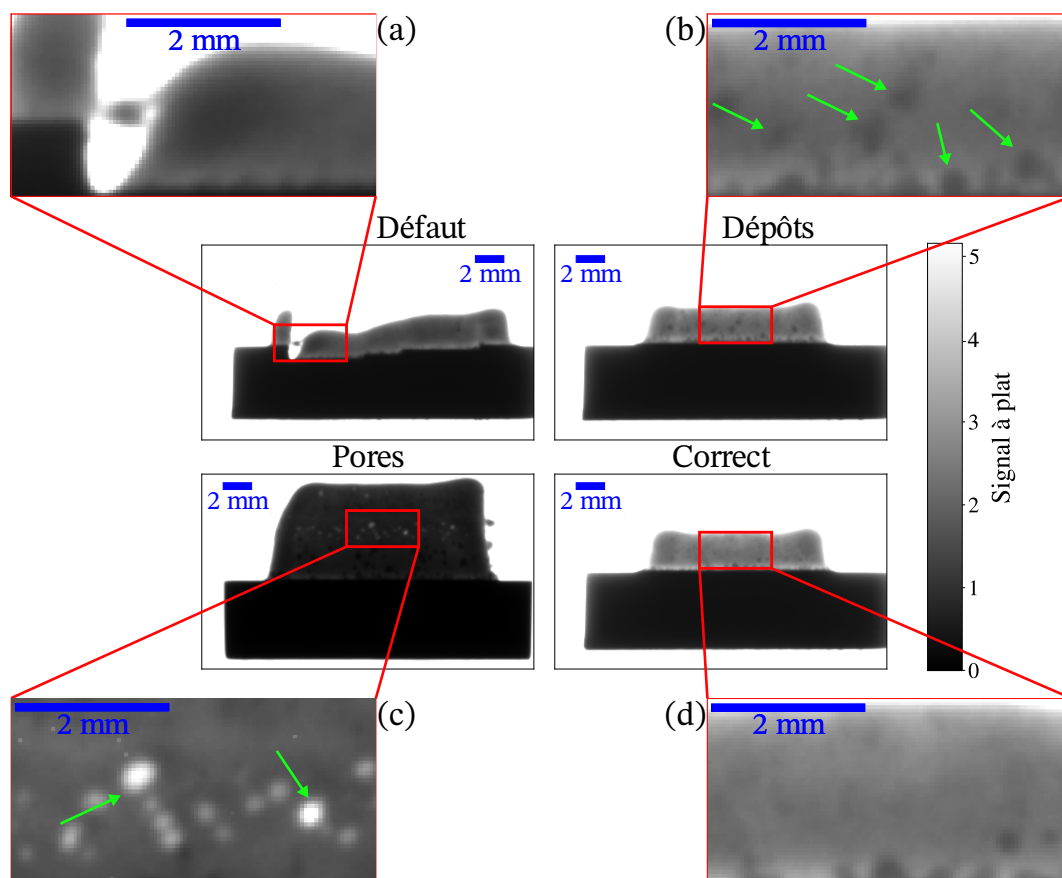 2 mm
(a)
(b)
2 mm
Défaut
Dépôts
2 mm
2 mm
5
4
3
2
1
0
Signal à plat
Pores
Correct
2 mm
2 mm
2 mm
(c)
(d)
2 mm